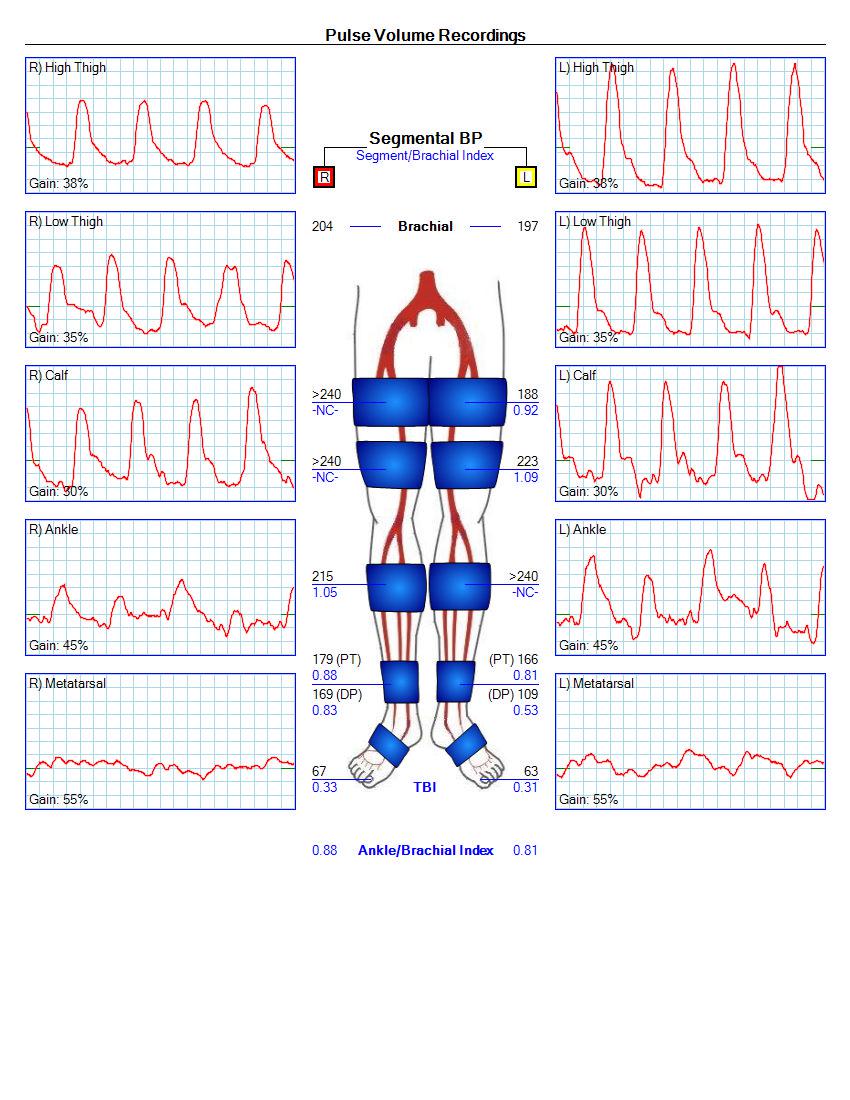 Pulse Volume Recordings
R) High Thigh
Gain: 38%
R) Low Thigh
Gain: 35%
R) Calf
Gain: 30%
R) Ankle
Gain: 45%
R) Metatarsal
Gain: 55%
Segmental BP
Segment/Brachial Index
R L
204 Brachial 197
>240 188
-NC- 0.92
>240 223
-NC- 1.09
215 >240
1.05 -NC-
179 (PT) (PT) 166
0.88 0.81
169 (DP) (DP) 109
0.83 0.53
67 63
0.33 TBI 0.31
0.88 Ankle/Brachial Index 0.81
L) High Thigh
Gain: 38%
L) Low Thigh
Gain: 35%
L) Calf
Gain: 30%
L) Ankle
Gain: 45%
L) Metatarsal
Gain: 55%